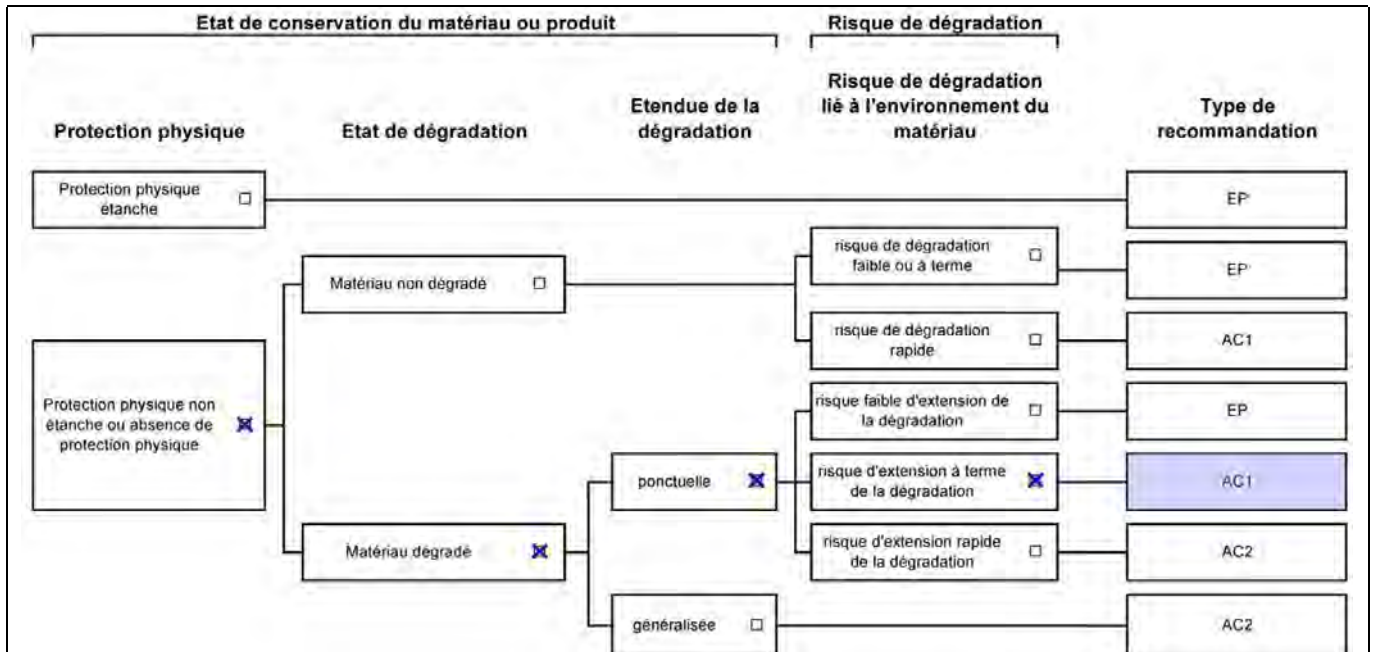 Etat de conservation du matériau ou produit
Risque de dégradation
Protection physique
Etat de dégradation
Etendue de la
dégradation
Risque de dégradation
lié à l'environnement du
matériau
Type de
recommandation
Protection physique
étanche
EP
Matériau non dégradé
risque de dégradation
faible ou à terme
EP
risque de dégradation
rapide
AC1
Protection physique non
étanche ou absence de
protection physique
risque faible d'extension de
la dégradation
EP
ponctuelle
risque d'extension à terme
de la dégradation
AC1
Matériau dégradé
risque d'extension rapide
de la dégradation
AC2
généralisée
AC2